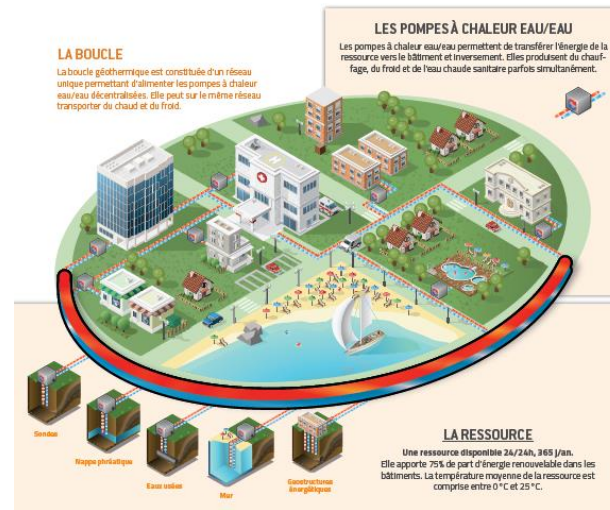 LES POMPES À CHALEUR EAU/EAU
Les pompes à chaleur eau/eau permettent de transférer l'énergie de la
ressource vers le bâtiment et inversement. Elles produisent du chauf-
fage, du froid et de l'eau chaude sanitaire parfois simultanément.
LA BOUCLE
La boucle géothermique est constituée d'un réseau
unique permettant d'alimenter les pompes à chaleur
eau/eau décentralisées. Elle peut sur le même réseau
transporter du chaud et du froid.
H
Sondes
Nappe phréatique
Eaux usées
Mer
Géostructures
énergétiques
LA RESSOURCE
Une ressource disponible 24/24h, 365 j/an.
Elle apporte 75% de part d'énergie renouvelable dans les
bâtiments. La température moyenne de la ressource est
comprise entre 0°C et 25°C.